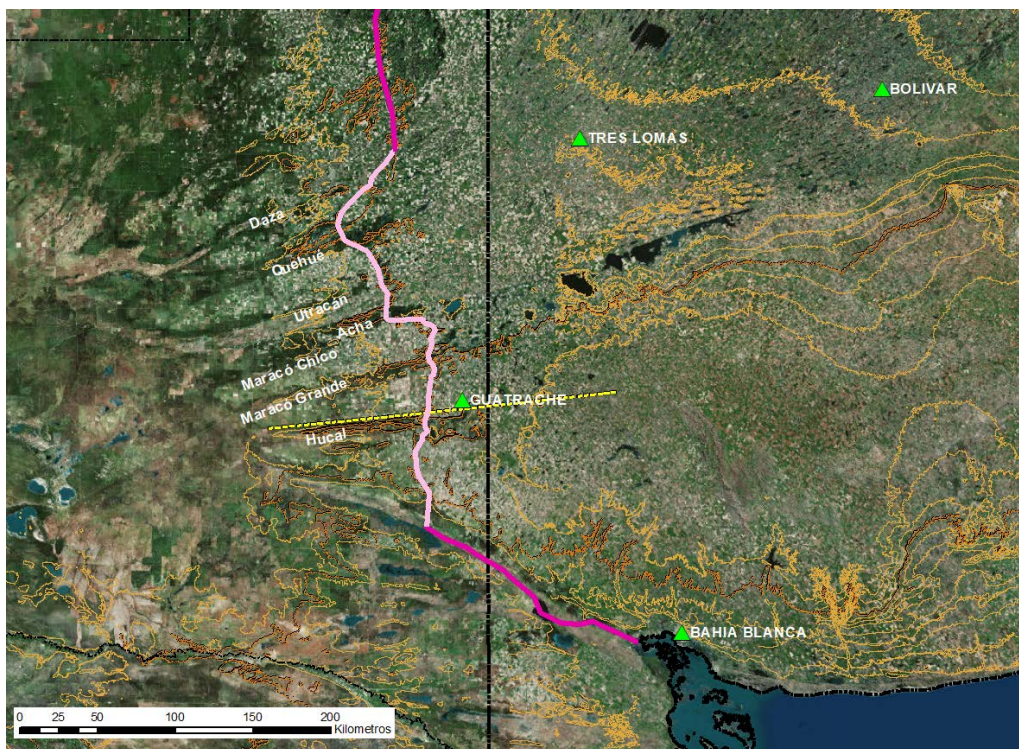 BOLIVAR
TRES LOMAS
Daza
Quehué
Utracán
Acha
Maracó Chico
Maracó Grande
GUATRACHE
Hucal
BAHIA BLANCA
0 25 50 100 150 200
Kilometros